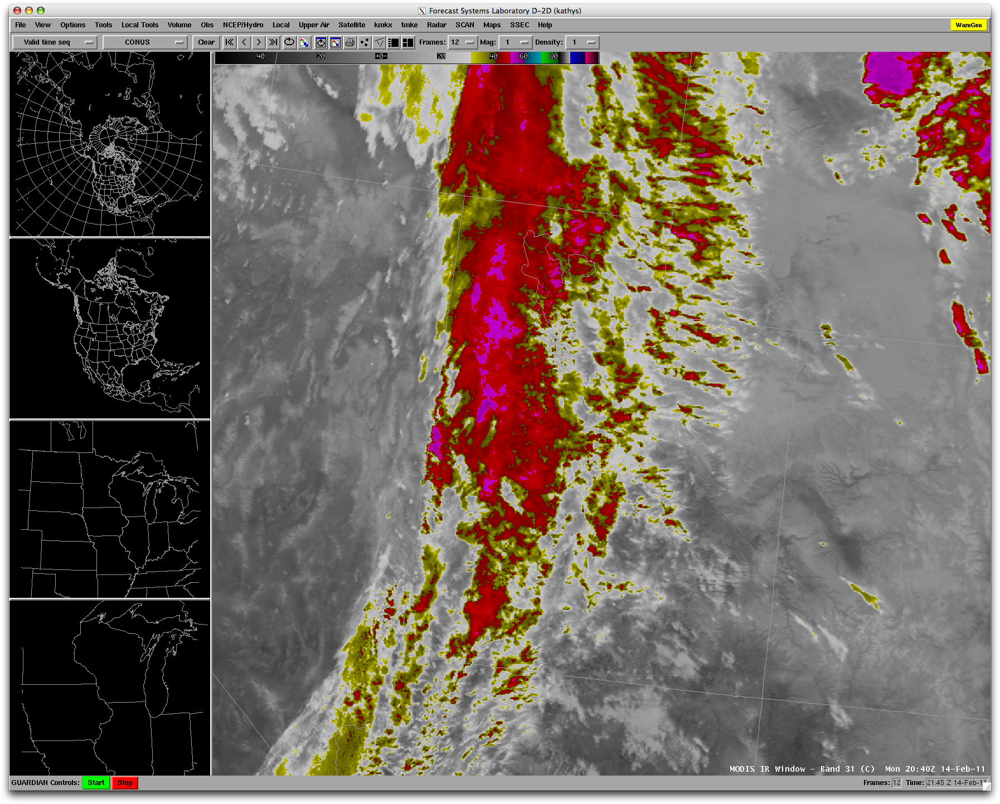 Forecast Systems Laboratory D-2D (kathys)
File View Options Tools Local Tools Volume Obs NCEP/Hydro Local Upper Air Satellite kmkx tmke Radar SCAN Maps SSEC Help WarnGen
Valid time seq CONUS Clear Frames: 12 Mag: 1 Density: 1
40 20 +0- 20 40 60 80
MODIS IR Window - Band 31 (C) Mon 20:40Z 14-Feb-11
GUARDIAN Controls: Start Stop Frames: 12 Time: 21:45 Z 14-Feb-11